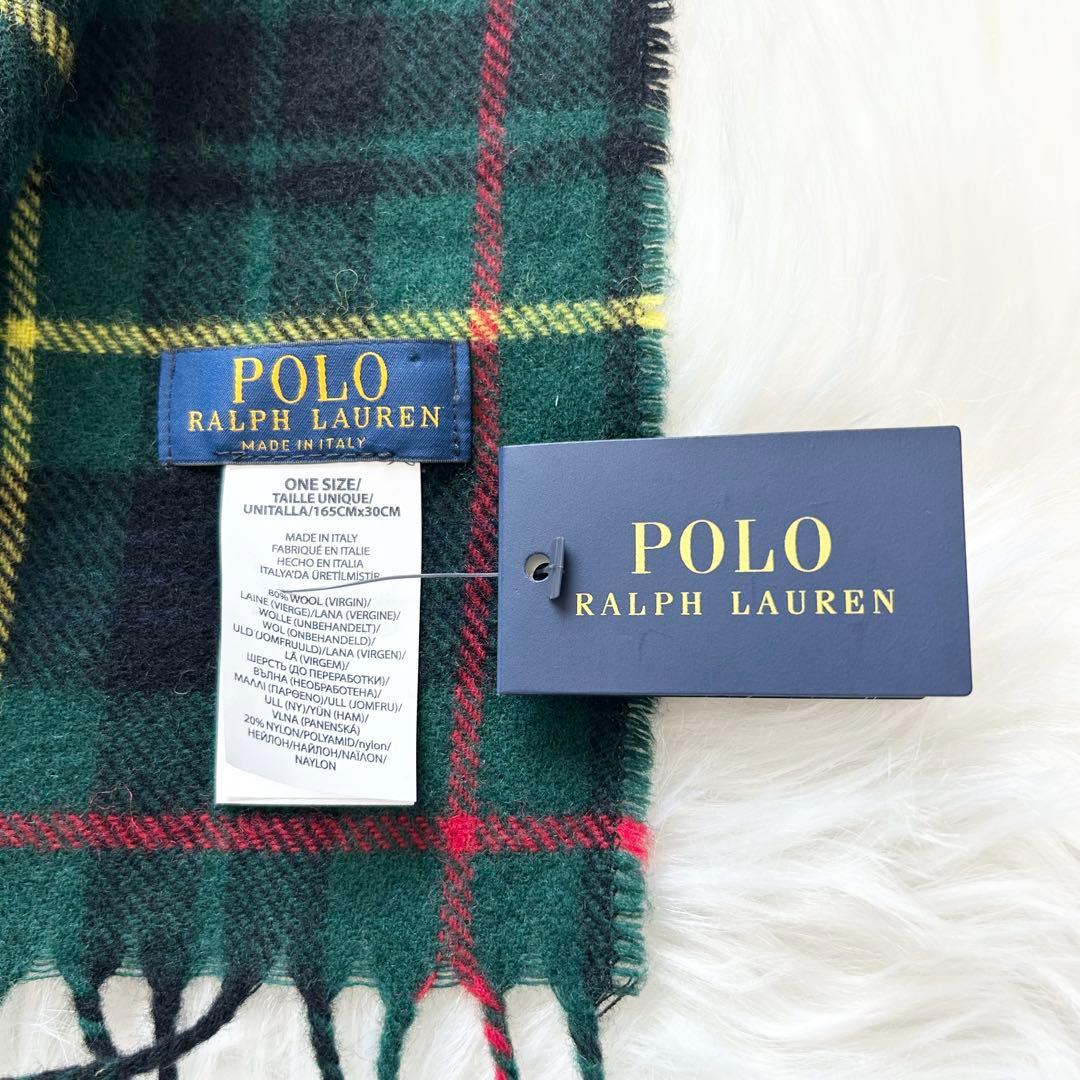 POLO
RALPH LAUREN
MADE IN ITALY
ONE SIZE/
TAILLE UNIQUE/
UNITALLA/165CMx30CM
MADE IN ITALY
FABRIQUÉ EN ITALIE
HECHO EN ITALIA
ITALYA'DA ÜRETİLMİSTİR
80% WOOL (VIRGIN)/
LAINE (VIERGE)/LANA (VERGINE)/
WOLLE (UNBEHANDELT)/
WOL (ONBEHANDELD)/
ULD (JOMFRUULD)/LANA (VIRGEN)/
LÃ (VIRGEM)/
ШЕРСТЬ (ДО ПЕРЕРАБОТКИ)/
ВЪЛНА (НЕОБРАБОТЕНА)/
ΜΑΛΛΙ (ΠΑΡΘΕΝΟ)/ULL (JOMFRU)/
ULL (NY)/YÜN (HAM)/
VLNA (PANENSKÁ)
20% NYLON/POLYAMID/nylon/
НЕЙЛОН/НАЙЛОН/ΝΑΪΛΟΝ/
NAYLON
POLO
RALPH LAUREN